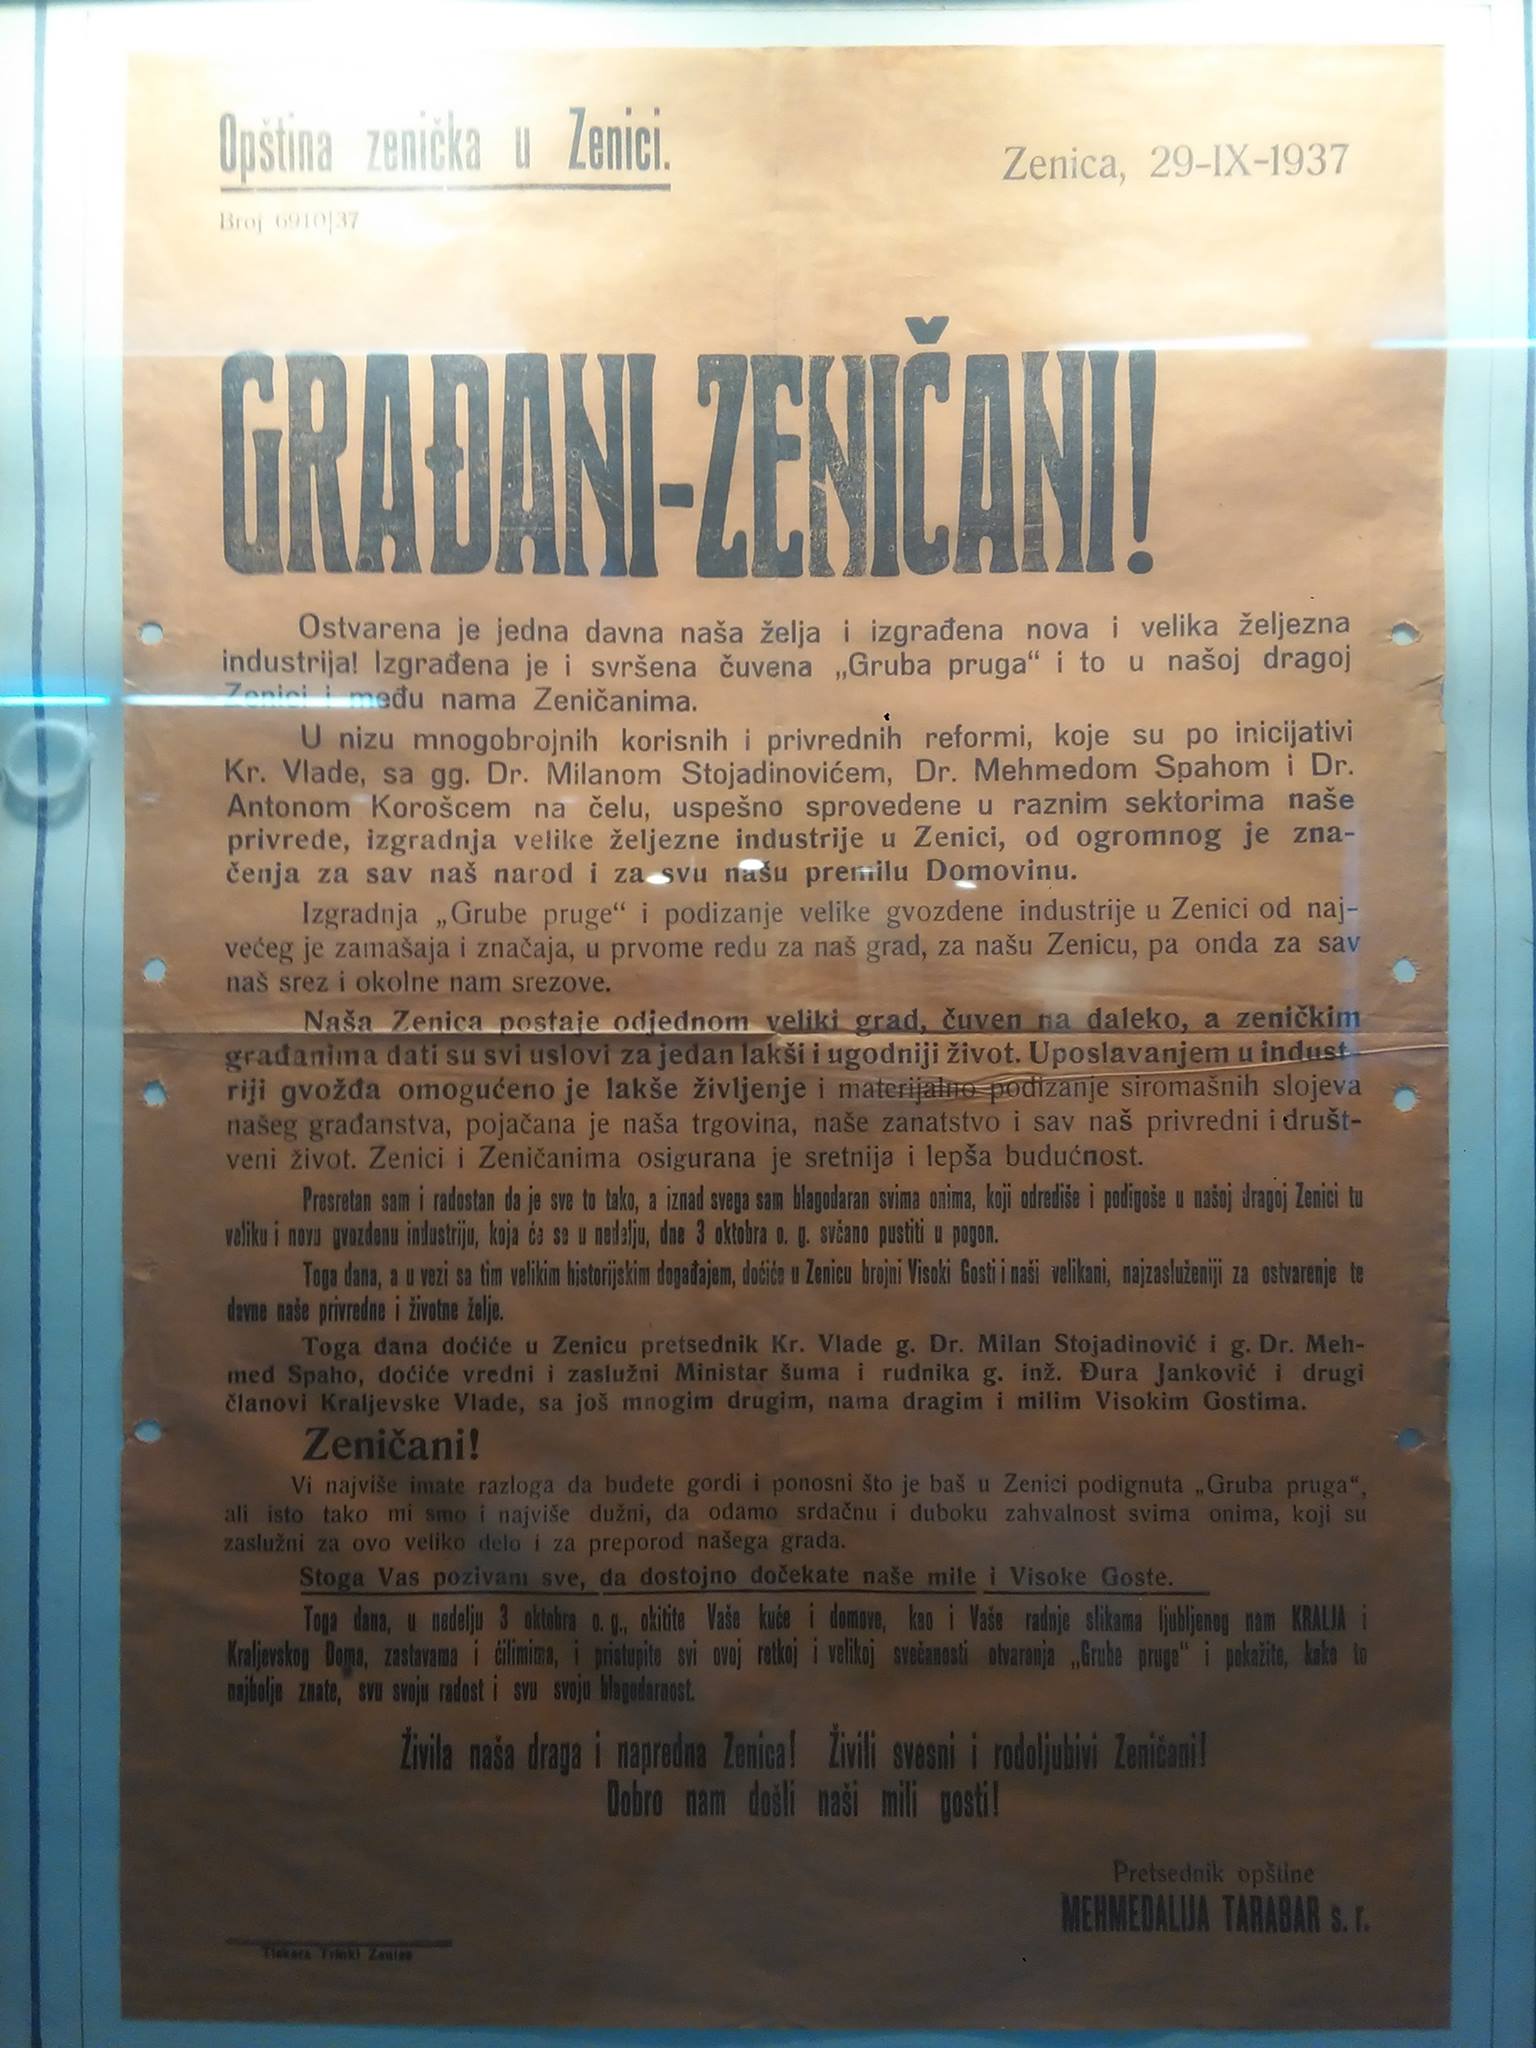 Opština zenička u Zenici.
Zenica, 29-IX-1937
Broj 6910|37
GRAĐANI-ZENIČANI!
Ostvarena je jedna davna naša želja i izgrađena nova i velika željezna
industrija! Izgrađena je i svršena čuvena „Gruba pruga“ i to u našoj dragoj
Zenici i među nama Zeničanima.
U nizu mnogobrojnih korisnih i privrednih reformi, koje su po inicijativi
Kr. Vlade, sa gg. Dr. Milanom Stojadinovićem, Dr. Mehmedom Spahom i Dr.
Antonom Korošcem na čelu, uspešno sprovedene u raznim sektorima naše
privrede, izgradnja velike željezne industrije u Zenici, od ogromnog je zna-
čenja za sav naš narod i za svu našu premilu Domovinu.
Izgradnja „Grube pruge“ i podizanje velike gvozdene industrije u Zenici od naj-
većeg je zamašaja i značaja, u prvome redu za naš grad, za našu Zenicu, pa onda za sav
naš srez i okolne nam srezove.
Naša Zenica postaje odjednom veliki grad, čuven na daleko, a zeničkim
građanima dati su svi uslovi za jedan lakši i ugodniji život. Uposlavanjem u indust-
riji gvožđa omogućeno je lakše življenje i materijalno podizanje siromašnih slojeva
našeg građanstva, pojačana je naša trgovina, naše zanatstvo i sav naš privredni i društ-
veni život. Zenici i Zeničanima osigurana je sretnija i lepša budućnost.
Presretan sam i radostan da je sve to tako, a iznad svega sam blagodaran svima onima, koji odrediše i podigoše u našoj dragoj Zenici tu
veliku i novu gvozdenu industriju, koja će se u nedelju, dne 3 oktobra o. g. svčano pustiti u pogon.
Toga dana, a u vezi sa tim velikim historijskim događajem, doćiće u Zenicu brojni Visoki Gosti i naši velikani, najzasluženiji za ostvarenje te
davne naše privredne i životne želje.
Toga dana doćiće u Zenicu pretsednik Kr. Vlade g. Dr. Milan Stojadinović i g. Dr. Meh-
med Spaho, doćiće vredni i zaslužni Ministar šuma i rudnika g. inž. Đura Janković i drugi
članovi Kraljevske Vlade, sa još mnogim drugim, nama dragim i milim Visokim Gostima.
Zeničani!
Vi najviše imate razloga da budete gordi i ponosni što je baš u Zenici podignuta „Gruba pruga“,
ali isto tako mi smo i najviše dužni, da odamo srdačnu i duboku zahvalnost svima onima, koji su
zaslužni za ovo veliko delo i za preporod našega grada.
Stoga Vas pozivam sve, da dostojno dočekate naše mile i Visoke Goste.
Toga dana, u nedelju 3 oktobra o. g., okitite Vaše kuće i domove, kao i Vaše radnje slikama ljubljenog nam KRALJA i
Kraljevskog Doma, zastavama i ćilimima, i pristupite svi ovoj retkoj i velikoj svečanosti otvaranja „Grube pruge“ i pokažite, kako to
najbolje znate, svu svoju radost i svu svoju blagodarnost.
Živila naša draga i napredna Zenica! Živili svesni i rodoljubivi Zeničani!
Dobro nam došli naši mili gosti!
Pretsednik opštine
MEHMEDALIJA TARABAR s. r.
Tiskara Trinki Zenica